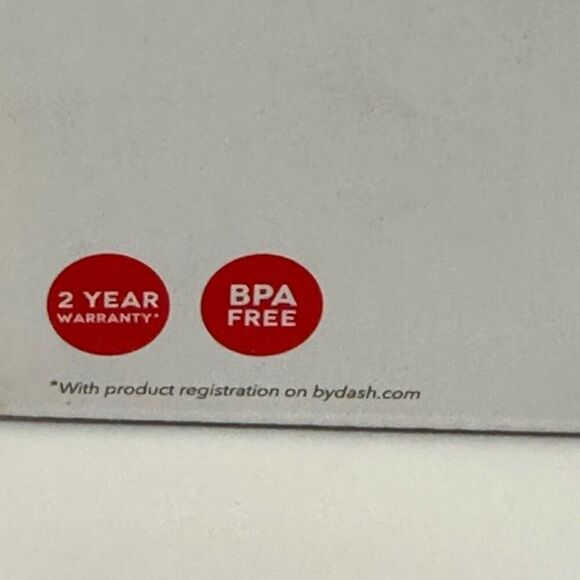 2 YEAR
WARRANTY*
BPA
FREE
*With product registration on bydash.com